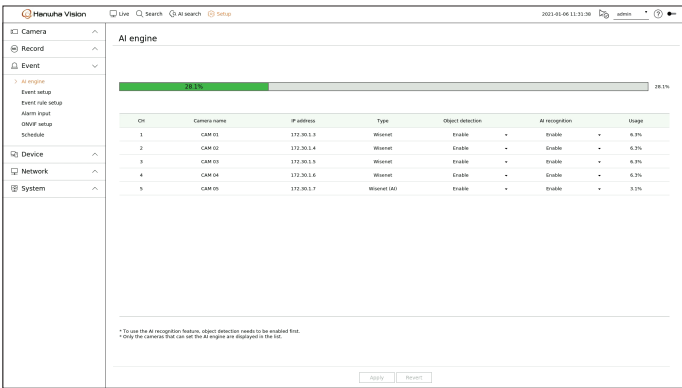 Hanwha Vision Live Search AI search Setup 2021-01-06 11:31:38 admin ?
Camera
Record
Event
AI engine
Event setup
Event rule setup
Alarm input
ONVIF setup
Schedule
Device
Network
System
AI engine
28.1% 28.1%
CH Camera name IP address Type Object detection AI recognition Usage
1 CAM 01 172.30.1.3 Wisenet Enable Enable 6.3%
2 CAM 02 172.30.1.4 Wisenet Enable Enable 6.3%
3 CAM 03 172.30.1.5 Wisenet Enable Enable 6.3%
4 CAM 04 172.30.1.6 Wisenet Enable Enable 6.3%
5 CAM 05 172.30.1.7 Wisenet (AI) Enable Enable 3.1%
* To use the AI recognition feature, object detection needs to be enabled first.
* Only the cameras that can set the AI engine are displayed in the list.
Apply Revert